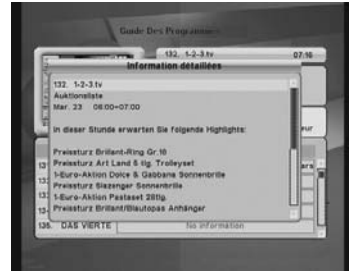 Guide Des Programmes
132. 1-2-3.tv 07:16
Information détaillées
132. 1-2-3.tv
Auktionsliste
Mar. 23 06:00-07:00
In dieser Stunde erwarten Sie folgende Highlights:
Preissturz Brillant-Ring Gr.16
Preissturz Art Land 5 tlg. Trolleyset
1-Euro-Aktion Dolce & Gabbana Sonnenbrille
Preissturz Slazenger Sonnenbrille
1-Euro-Aktion Pastaset 28tlg.
Preissturz Brillant/Blautopas Anhänger
eur
ars
135. DAS VIERTE No information